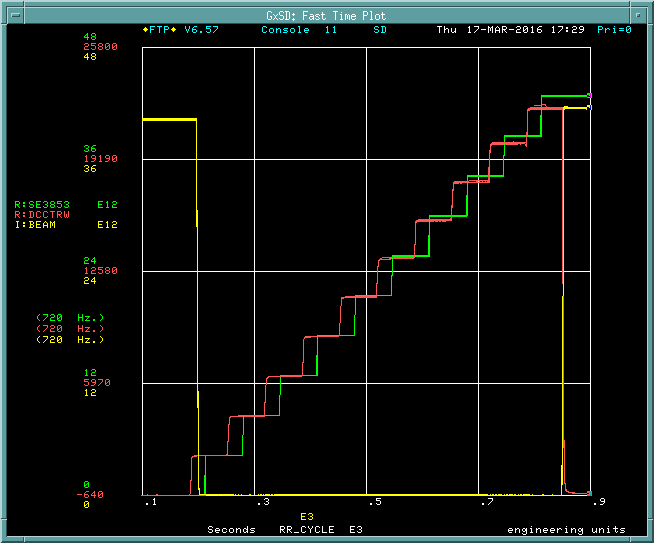 GxSD: Fast Time Plot
◆FTP◆ V6.57 Console 11 SD Thu 17-MAR-2016 17:29 Pri=0
48
25800
48
36
19190
36
R:SE3853 E12
R:DCCTRW
I:BEAM E12
24
12580
24
(720 Hz.)
(720 Hz.)
(720 Hz.)
12
5970
12
0
-640
0
.1 .3 .5 .7 .9
E3
Seconds RR_CYCLE E3 engineering units